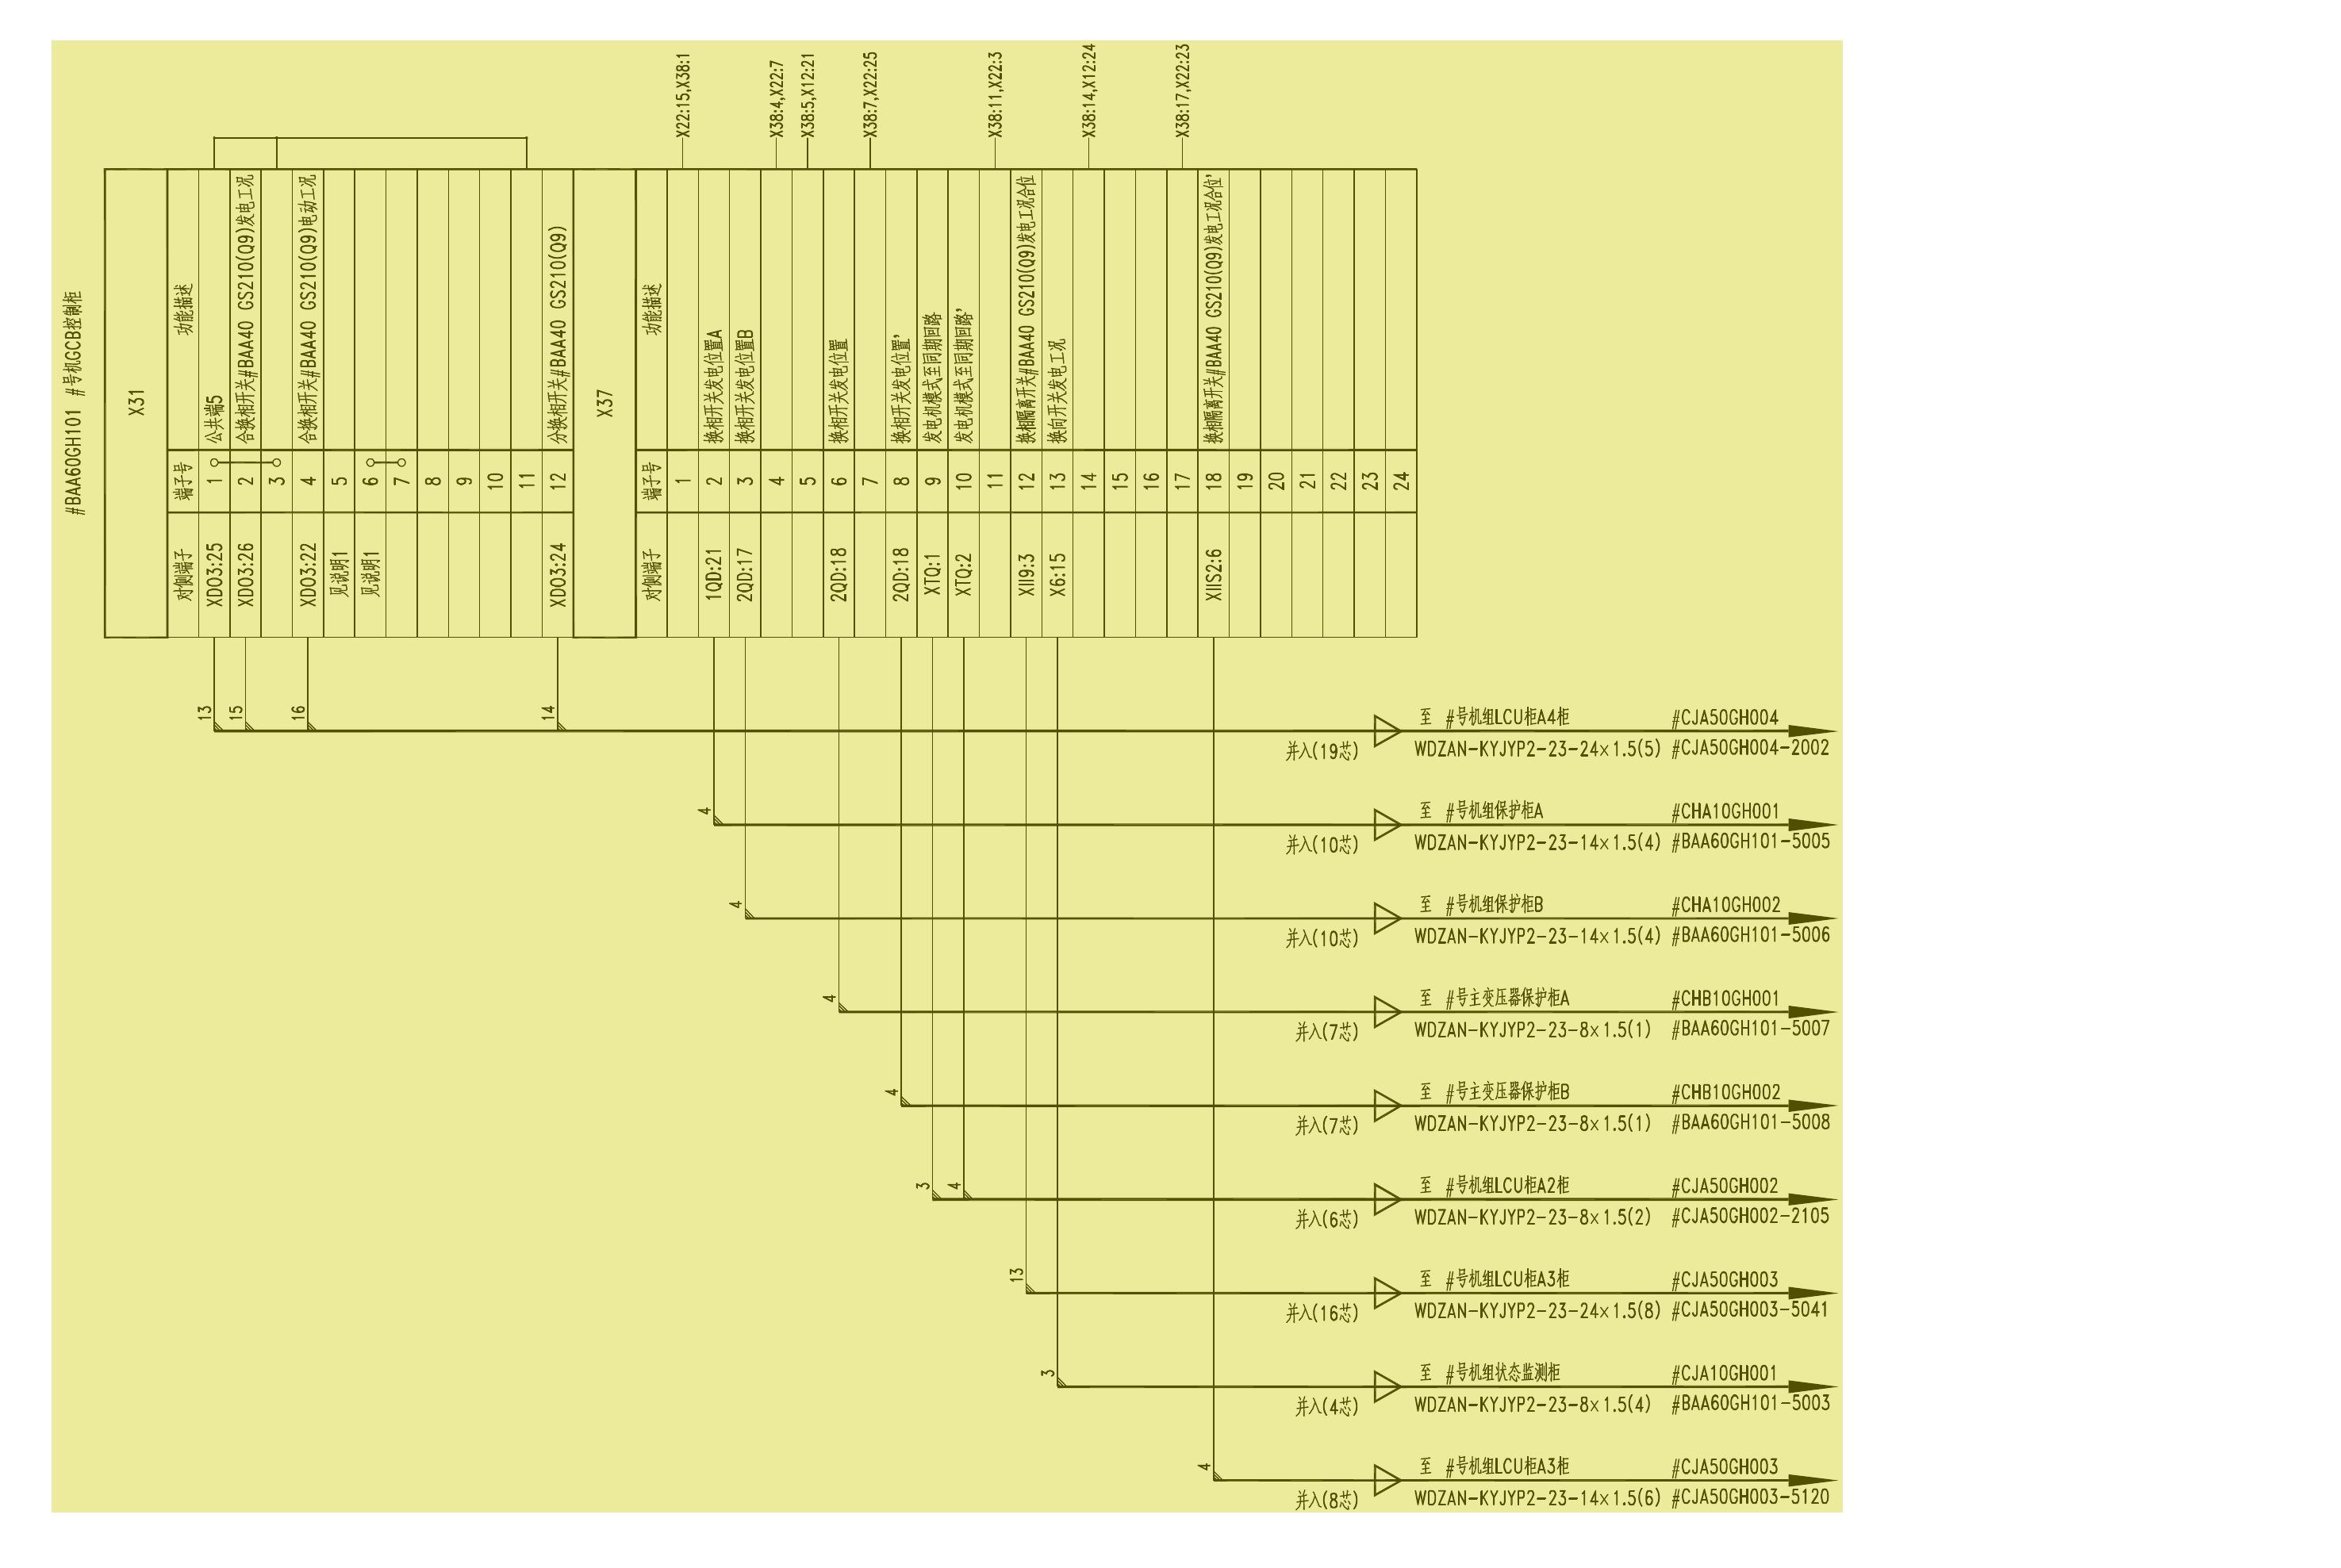 #BAA60GH101 #号机GCB控制柜
X31
对侧端子 端子号 功能描述
XDO3:25 1 公共端5
XDO3:26 2 合换相开关#BAA40 GS210(Q9)发电工况
3
XDO3:22 4 合换相开关#BAA40 GS210(Q9)电动工况
见说明1 5
见说明1 6
7
8
9
10
11
XDO3:24 12 分换相开关#BAA40 GS210(Q9)
X37
对侧端子 端子号 功能描述
1 X22:15,X38:1
1QD:21 2 换相开关发电位置A
2QD:17 3 换相开关发电位置B
4 X38:4,X22:7
5 X38:5,X12:21
2QD:18 6 换相开关发电位置
7 X38:7,X22:25
2QD:18 8 换相开关发电位置'
XTQ:1 9 发电机模式至同期回路
XTQ:2 10 发电机模式至同期回路'
11 X38:11,X22:3
XII9:3 12 换相隔离开关#BAA40 GS210(Q9)发电工况合位
X6:15 13 换向开关发电工况
14 X38:14,X12:24
15
16
17 X38:17,X22:23
XIIS2:6 18 换相隔离开关#BAA40 GS210(Q9)发电工况合位'
19
20
21
22
23
24
13 15 16 14
至 #号机组LCU柜A4柜 #CJA50GH004
并入(19芯) WDZAN-KYJYP2-23-24×1.5(5) #CJA50GH004-2002
4
至 #号机组保护柜A #CHA10GH001
并入(10芯) WDZAN-KYJYP2-23-14×1.5(4) #BAA60GH101-5005
4
至 #号机组保护柜B #CHA10GH002
并入(10芯) WDZAN-KYJYP2-23-14×1.5(4) #BAA60GH101-5006
4
至 #号主变压器保护柜A #CHB10GH001
并入(7芯) WDZAN-KYJYP2-23-8×1.5(1) #BAA60GH101-5007
4
至 #号主变压器保护柜B #CHB10GH002
并入(7芯) WDZAN-KYJYP2-23-8×1.5(1) #BAA60GH101-5008
3 4
至 #号机组LCU柜A2柜 #CJA50GH002
并入(6芯) WDZAN-KYJYP2-23-8×1.5(2) #CJA50GH002-2105
13
至 #号机组LCU柜A3柜 #CJA50GH003
并入(16芯) WDZAN-KYJYP2-23-24×1.5(8) #CJA50GH003-5041
3
至 #号机组状态监测柜 #CJA10GH001
并入(4芯) WDZAN-KYJYP2-23-8×1.5(4) #BAA60GH101-5003
4
至 #号机组LCU柜A3柜 #CJA50GH003
并入(8芯) WDZAN-KYJYP2-23-14×1.5(6) #CJA50GH003-5120